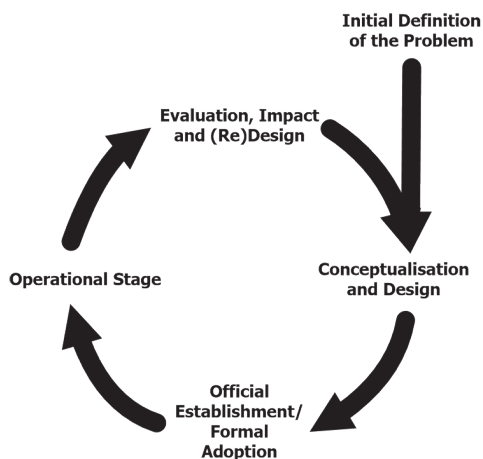 Initial Definition
of the Problem
Evaluation, Impact
and (Re)Design
Conceptualisation
and Design
Operational Stage
Official
Establishment/
Formal
Adoption